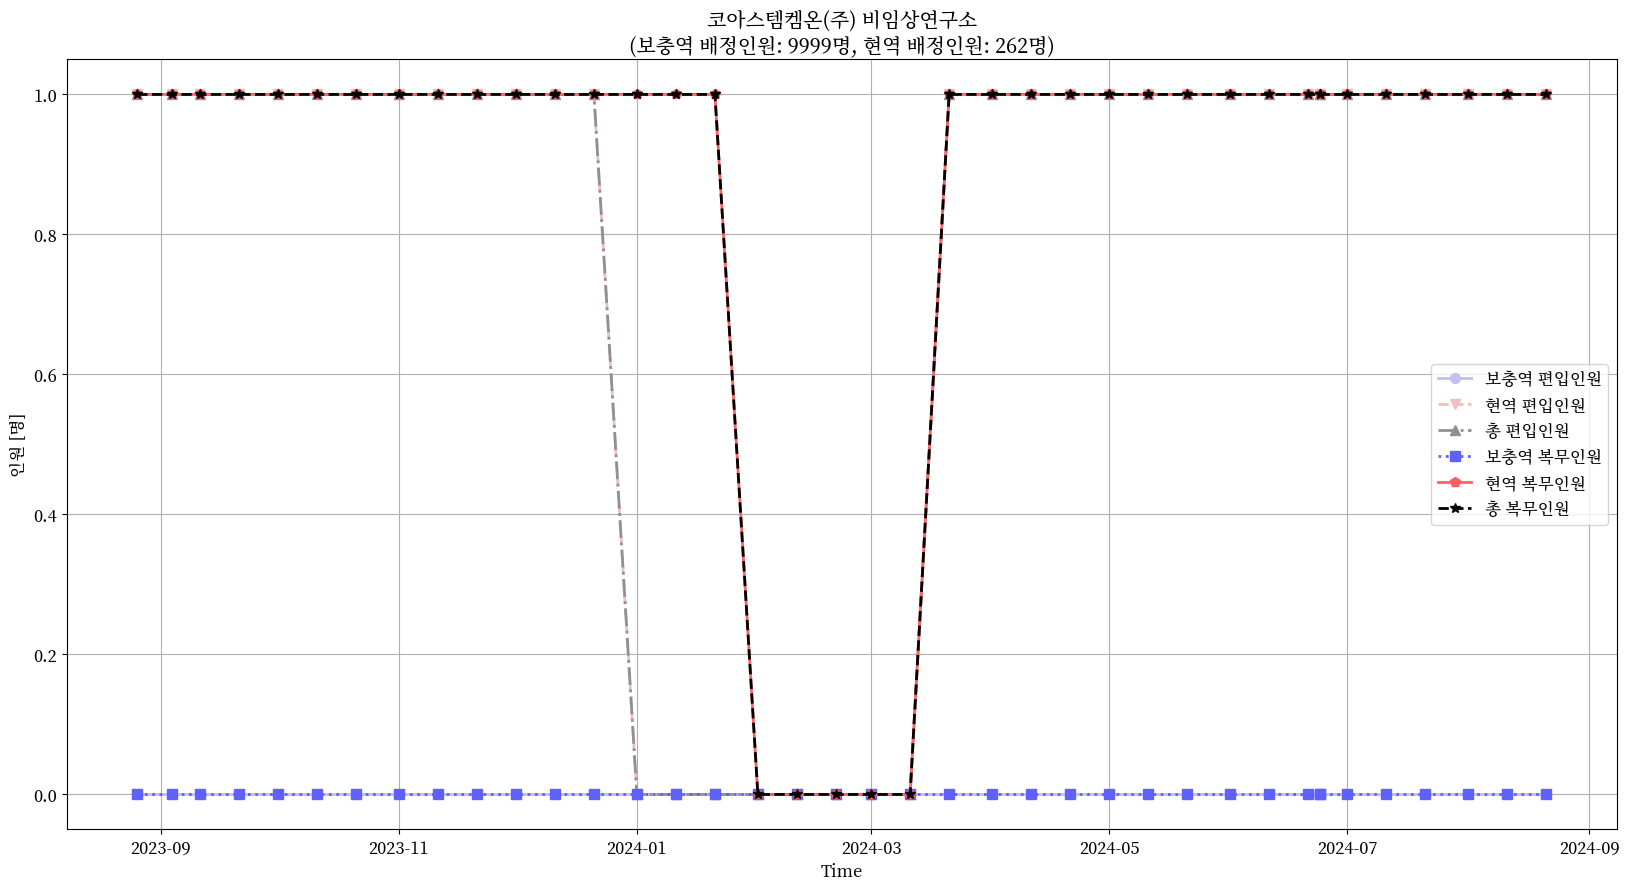 코아스템켐온(주) 비임상연구소
(보충역 배정인원: 9999명, 현역 배정인원: 262명)
인원 [명]
1.0
0.8
0.6
0.4
0.2
0.0
보충역 편입인원
현역 편입인원
총 편입인원
보충역 복무인원
현역 복무인원
총 복무인원
2023-09
2023-11
2024-01
2024-03
2024-05
2024-07
2024-09
Time